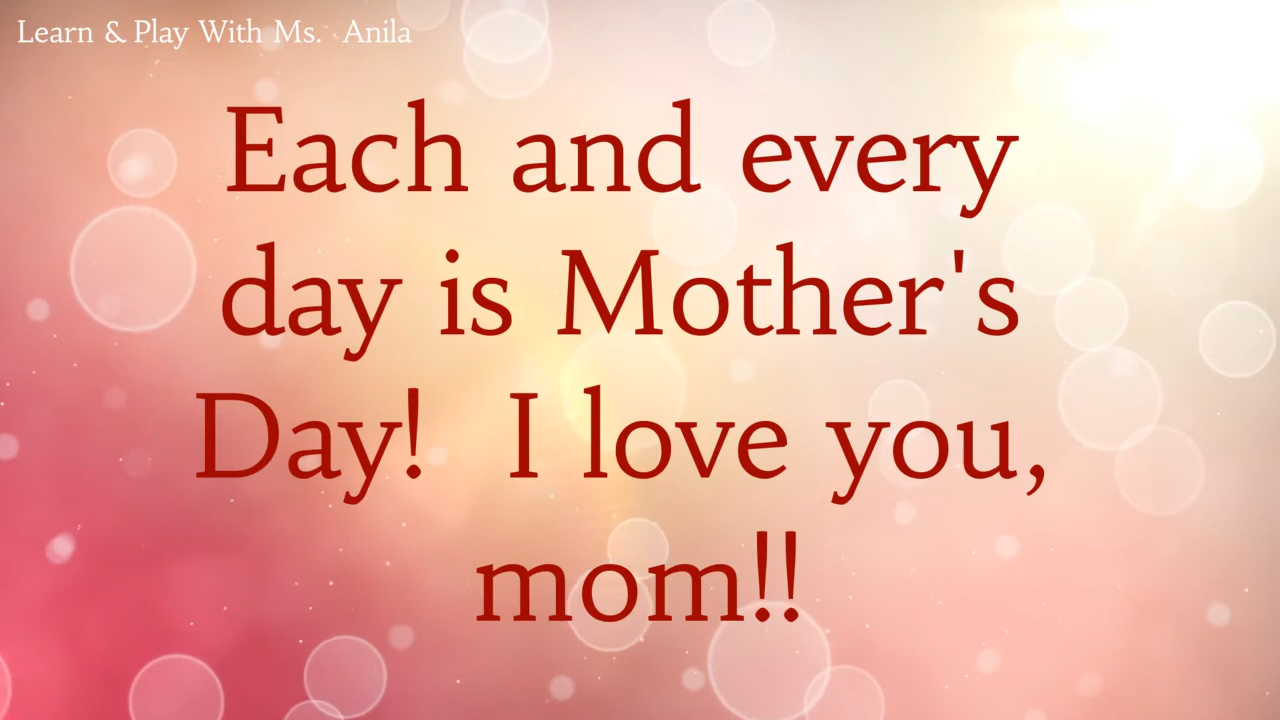 Learn & Play With Ms. Anila
Each and every
day is Mother's
Day! I love you,
mom!!